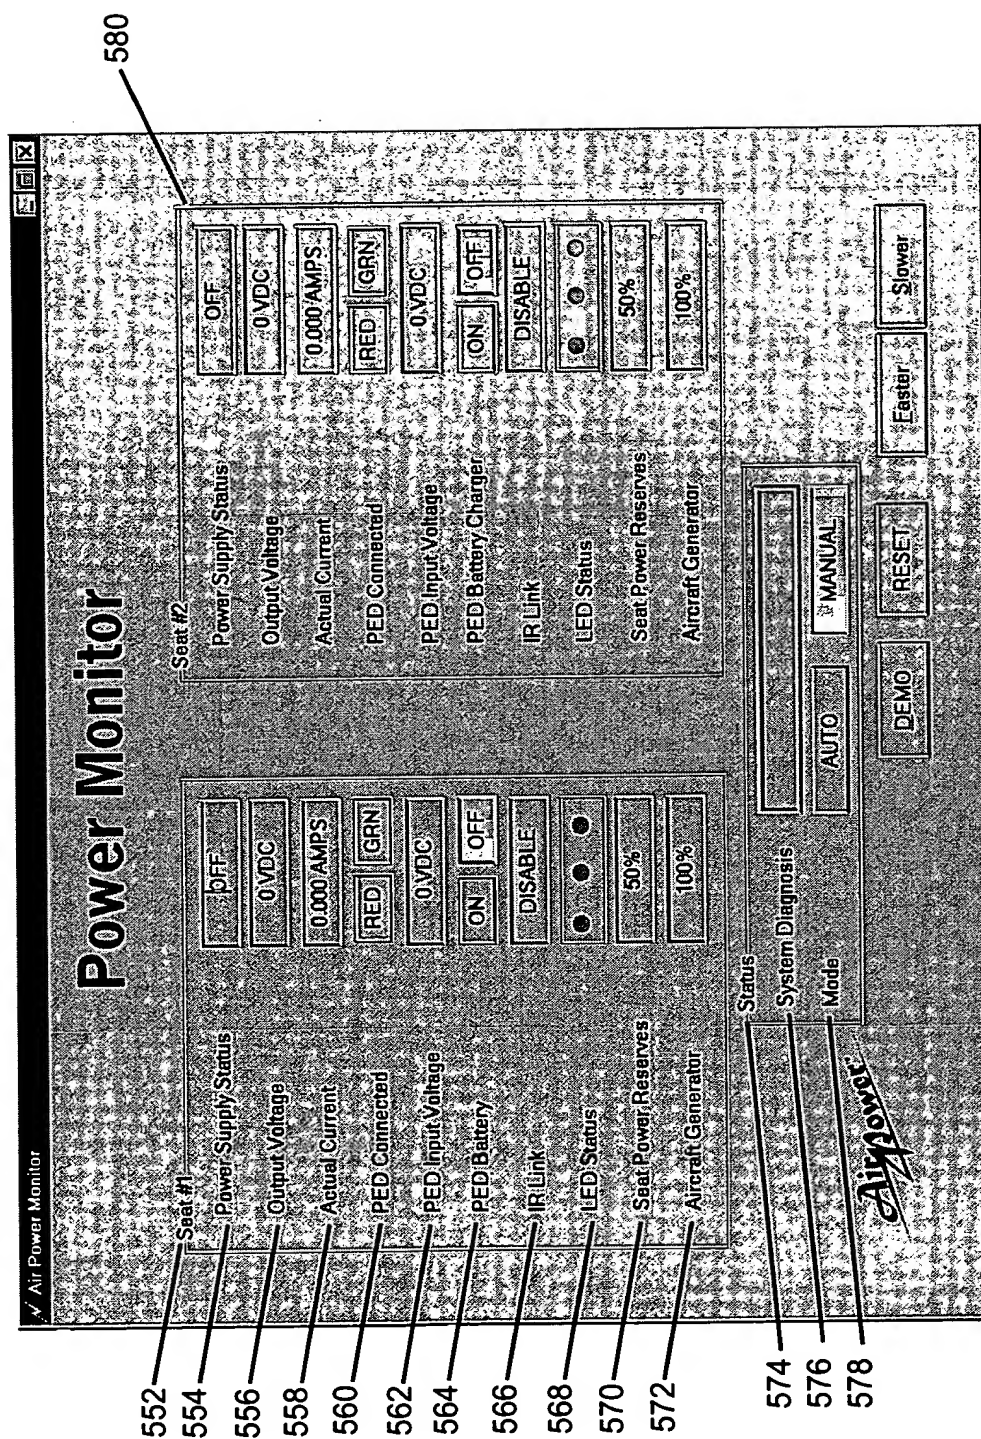 Air Power Monitor
Power Monitor
552
Seat #1
554
Power Supply Status
OFF
556
Output Voltage
0 VDC
558
Actual Current
0.000 AMPS
560
PED Connected
RED
GRN
562
PED Input Voltage
0 VDC
564
PED Battery
ON
OFF
566
IR Link
DISABLE
568
LED Status
570
Seat Power Reserves
50%
572
Aircraft Generator
100%
580
Seat #2
Power Supply Status
OFF
Output Voltage
0 VDC
Actual Current
0.000 AMPS
PED Connected
RED
GRN
PED Input Voltage
0 VDC
PED Battery Charger
ON
OFF
IR Link
DISABLE
LED Status
Seat Power Reserves
50%
Aircraft Generator
100%
574
Status
576
System Diagnosis
578
Mode
AUTO
MANUAL
Airpower
DEMO
RESET
Faster
Slower